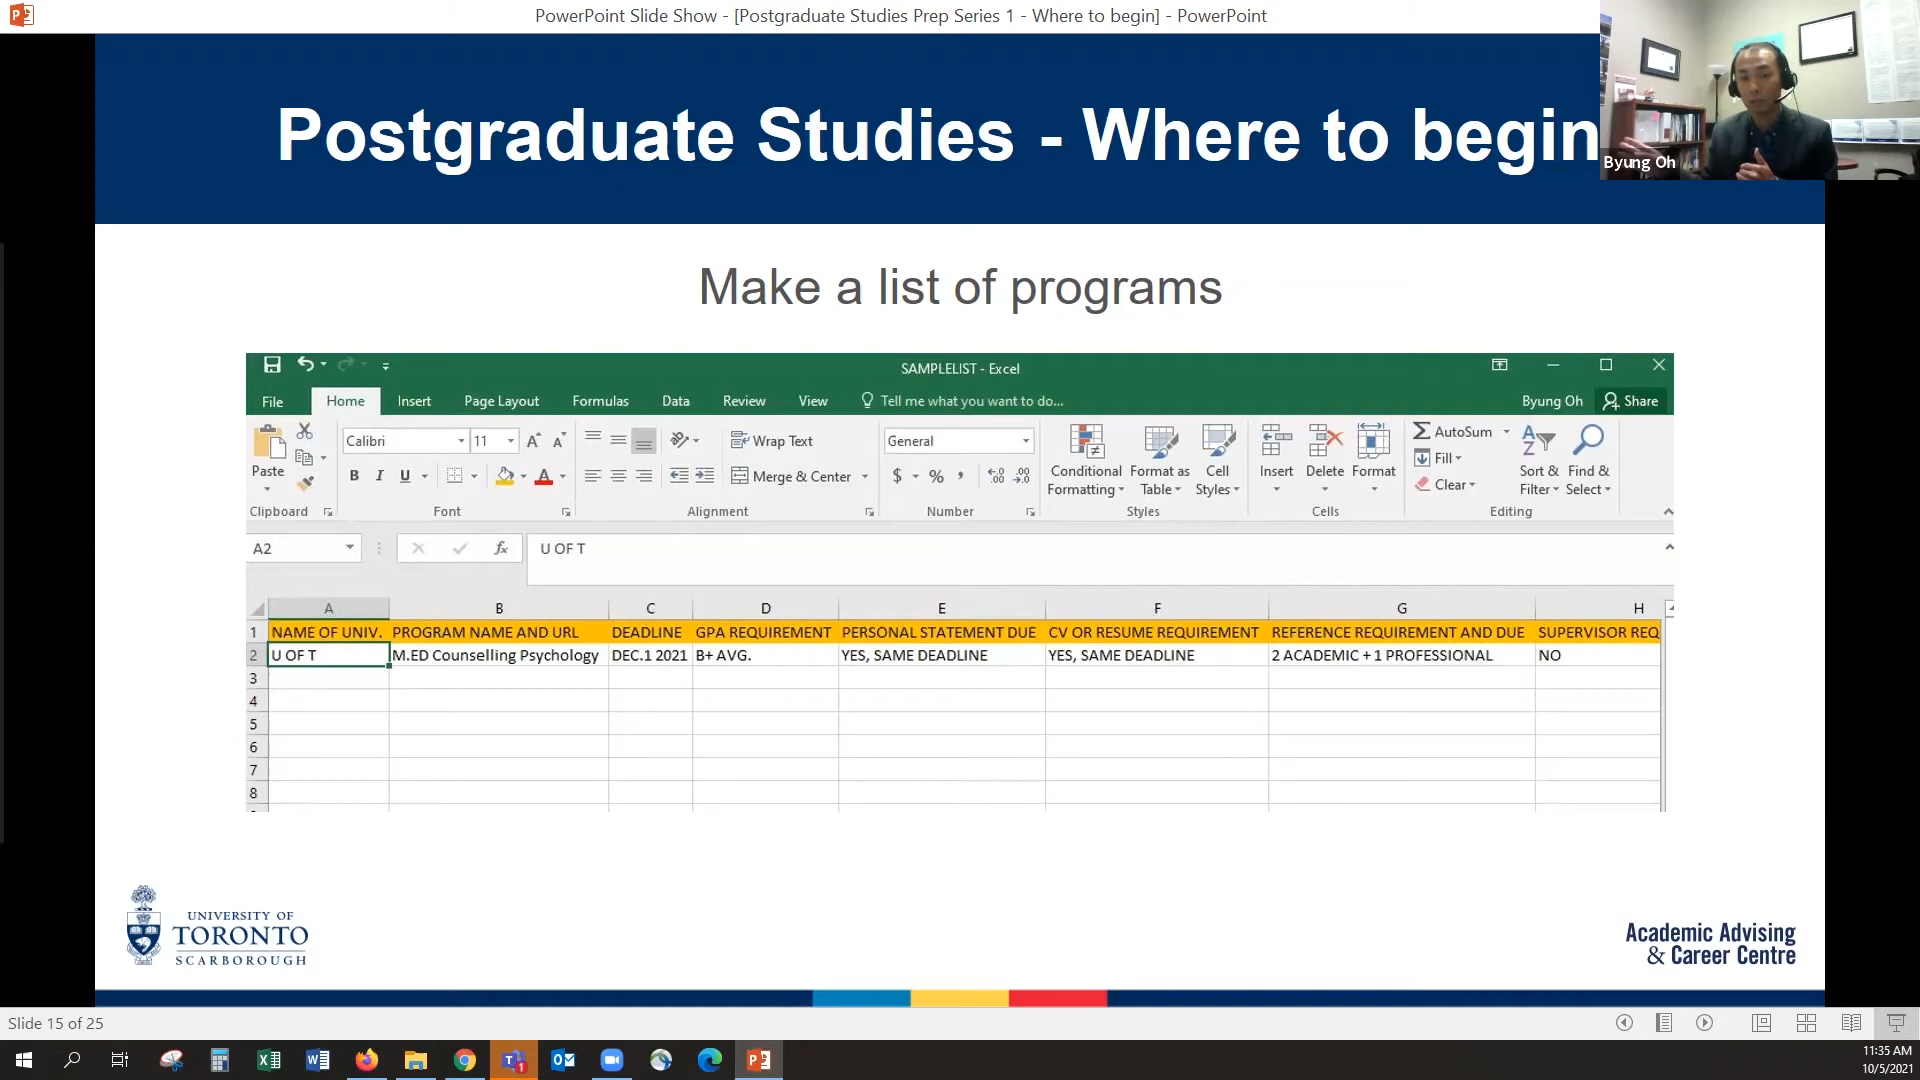 PowerPoint Slide Show - [Postgraduate Studies Prep Series 1 - Where to begin] - PowerPoint
Byung Oh
Postgraduate Studies - Where to begin
Make a list of programs
SAMPLELIST - Excel
File Home Insert Page Layout Formulas Data Review View Tell me what you want to do... Byung Oh Share
Calibri 11 Wrap Text General AutoSum
Paste B I U Merge & Center $ % , Conditional Formatting Format as Table Cell Styles Insert Delete Format Fill Clear Sort & Filter Find & Select
Clipboard Font Alignment Number Styles Cells Editing
A2 fx U OF T
A B C D E F G H
1 NAME OF UNIV. PROGRAM NAME AND URL DEADLINE GPA REQUIREMENT PERSONAL STATEMENT DUE CV OR RESUME REQUIREMENT REFERENCE REQUIREMENT AND DUE SUPERVISOR REQ
2 U OF T M.ED Counselling Psychology DEC.1 2021 B+ AVG. YES, SAME DEADLINE YES, SAME DEADLINE 2 ACADEMIC + 1 PROFESSIONAL NO
3
4
5
6
7
8
UNIVERSITY OF
TORONTO
SCARBOROUGH
Academic Advising
& Career Centre
Slide 15 of 25
11:35 AM
10/5/2021